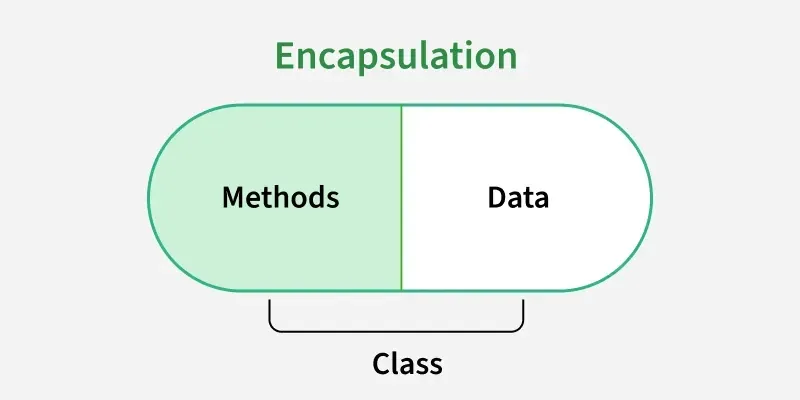 Encapsulation
Methods
Data
Class